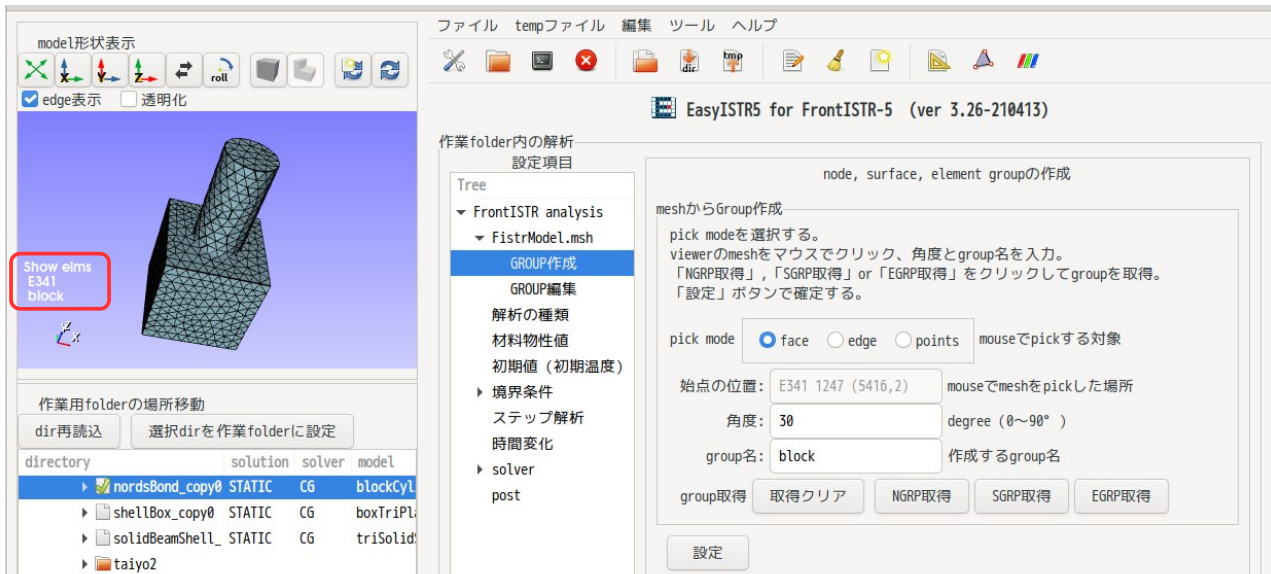 model形状表示
X Y Z roll
edge表示 透明化
Show elms
E341
block
Z X
作業用folderの場所移動
dir再読込 選択dirを作業folderに設定
directory solution solver model
nordsBond_copy0 STATIC CG blockCyl
shellBox_copy0 STATIC CG boxTriPla
solidBeamShell_ STATIC CG triSolid
taiyo2
ファイル tempファイル 編集 ツール ヘルプ
dir tmp
EasyISTR5 for FrontISTR-5 (ver 3.26-210413)
作業folder内の解析
設定項目
Tree
FrontISTR analysis
FistrModel.msh
GROUP作成
GROUP編集
解析の種類
材料物性値
初期値（初期温度）
境界条件
ステップ解析
時間変化
solver
post
node, surface, element groupの作成
meshからGroup作成
pick modeを選択する。
viewerのmeshをマウスでクリック、角度とgroup名を入力。
「NGRP取得」,「SGRP取得」or「EGRP取得」をクリックしてgroupを取得。
「設定」ボタンで確定する。
pick mode face edge points mouseでpickする対象
始点の位置: E341 1247 (5416,2) mouseでmeshをpickした場所
角度: 30 degree (0～90° )
group名: block 作成するgroup名
group取得 取得クリア NGRP取得 SGRP取得 EGRP取得
設定